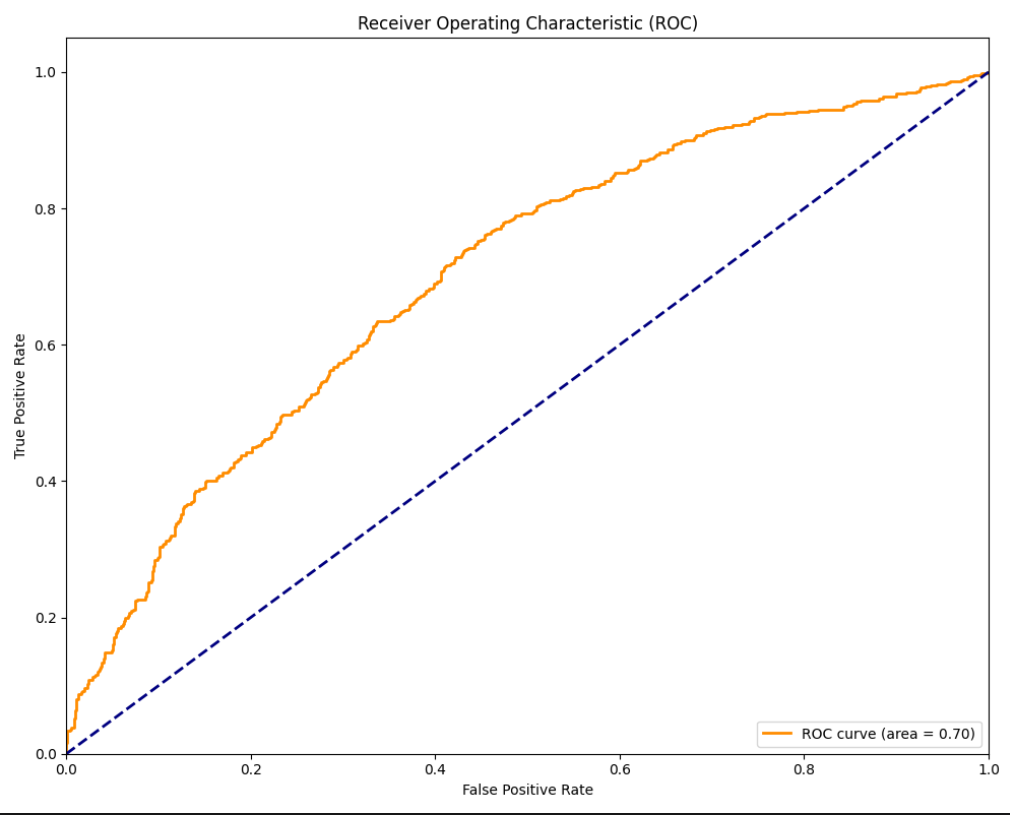 Receiver Operating Characteristic (ROC)
True Positive Rate
1.0
0.8
0.6
0.4
0.2
0.0
0.0 0.2 0.4 0.6 0.8 1.0
False Positive Rate
ROC curve (area = 0.70)